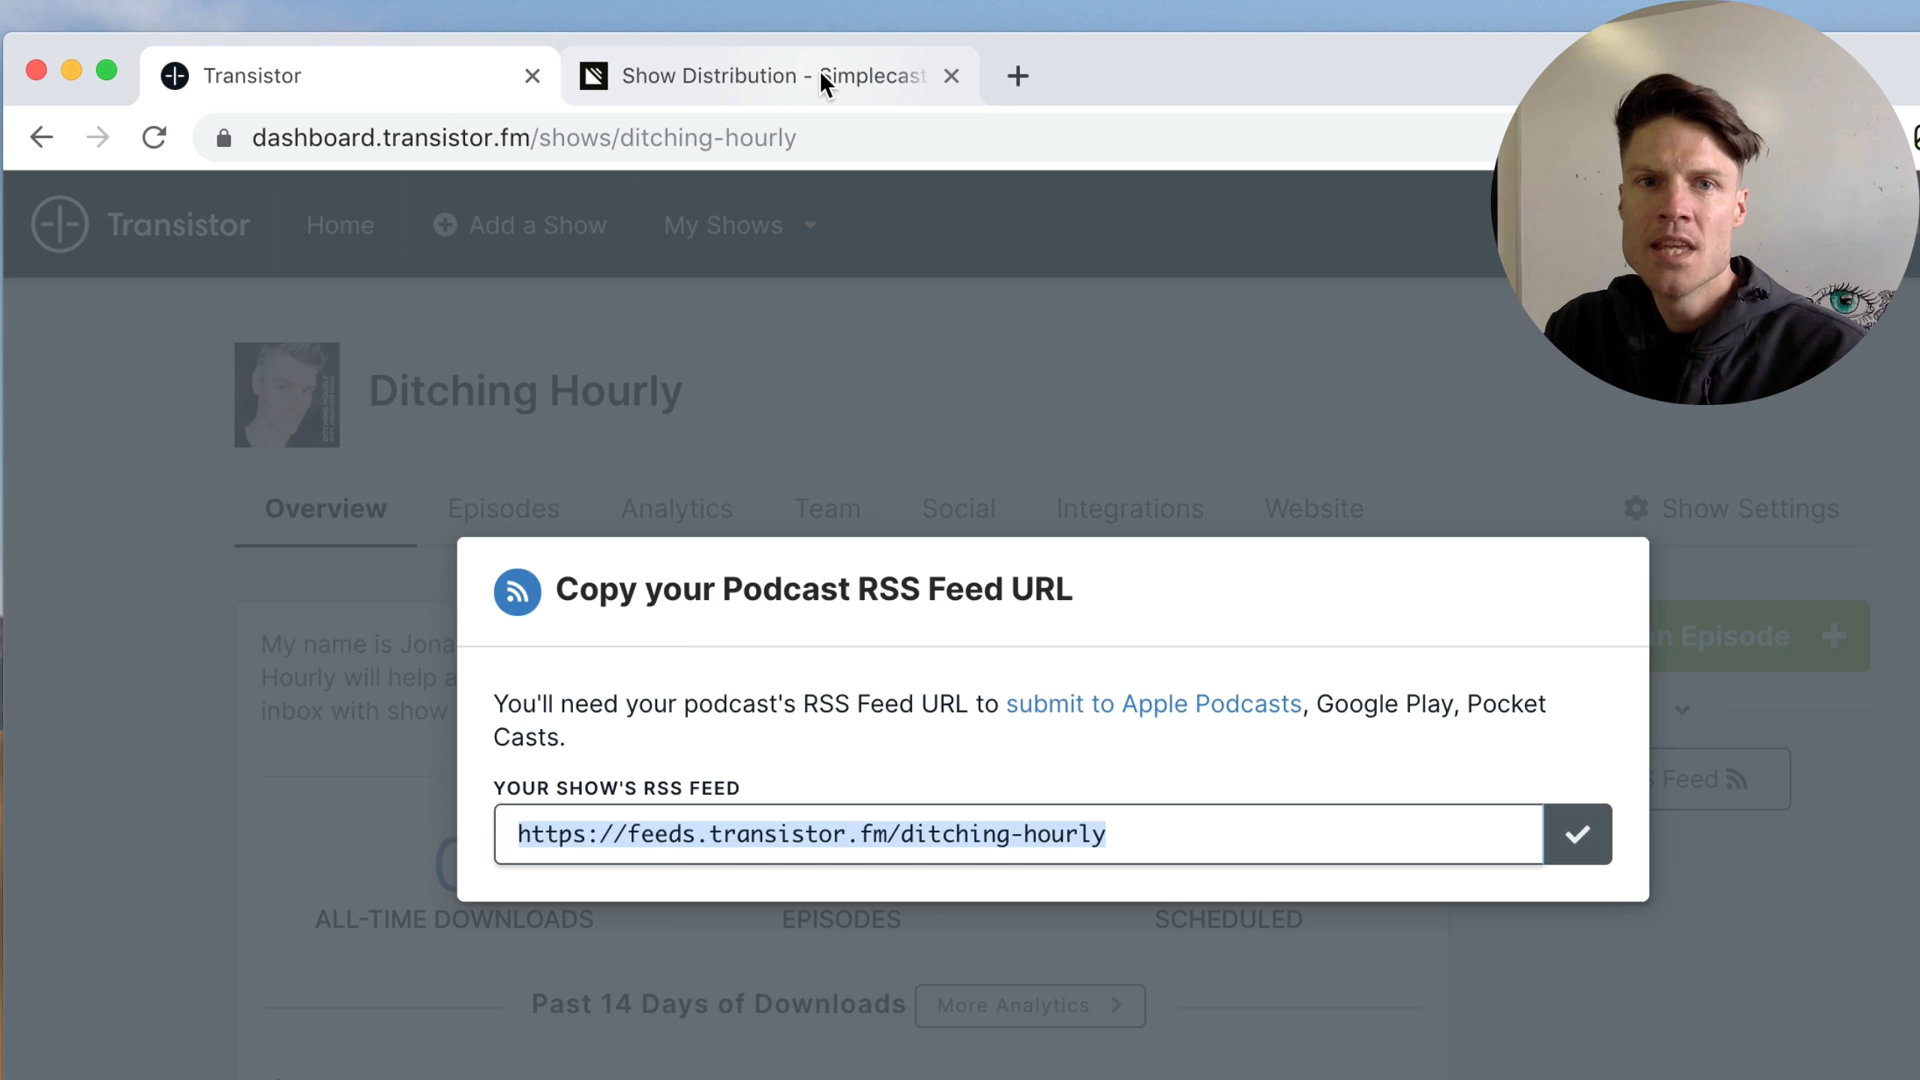 Transistor
Show Distribution - Simplecast
dashboard.transistor.fm/shows/ditching-hourly
Transistor
Home
Add a Show
My Shows
Ditching Hourly
Overview
Episodes
Analytics
Team
Social
Integrations
Website
Show Settings
Copy your Podcast RSS Feed URL
My name is
Hourly will help
inbox with show
Episode
You'll need your podcast's RSS Feed URL to submit to Apple Podcasts, Google Play, Pocket
Casts.
Feed
YOUR SHOW'S RSS FEED
https://feeds.transistor.fm/ditching-hourly
ALL-TIME DOWNLOADS
EPISODES
SCHEDULED
Past 14 Days of Downloads
More Analytics